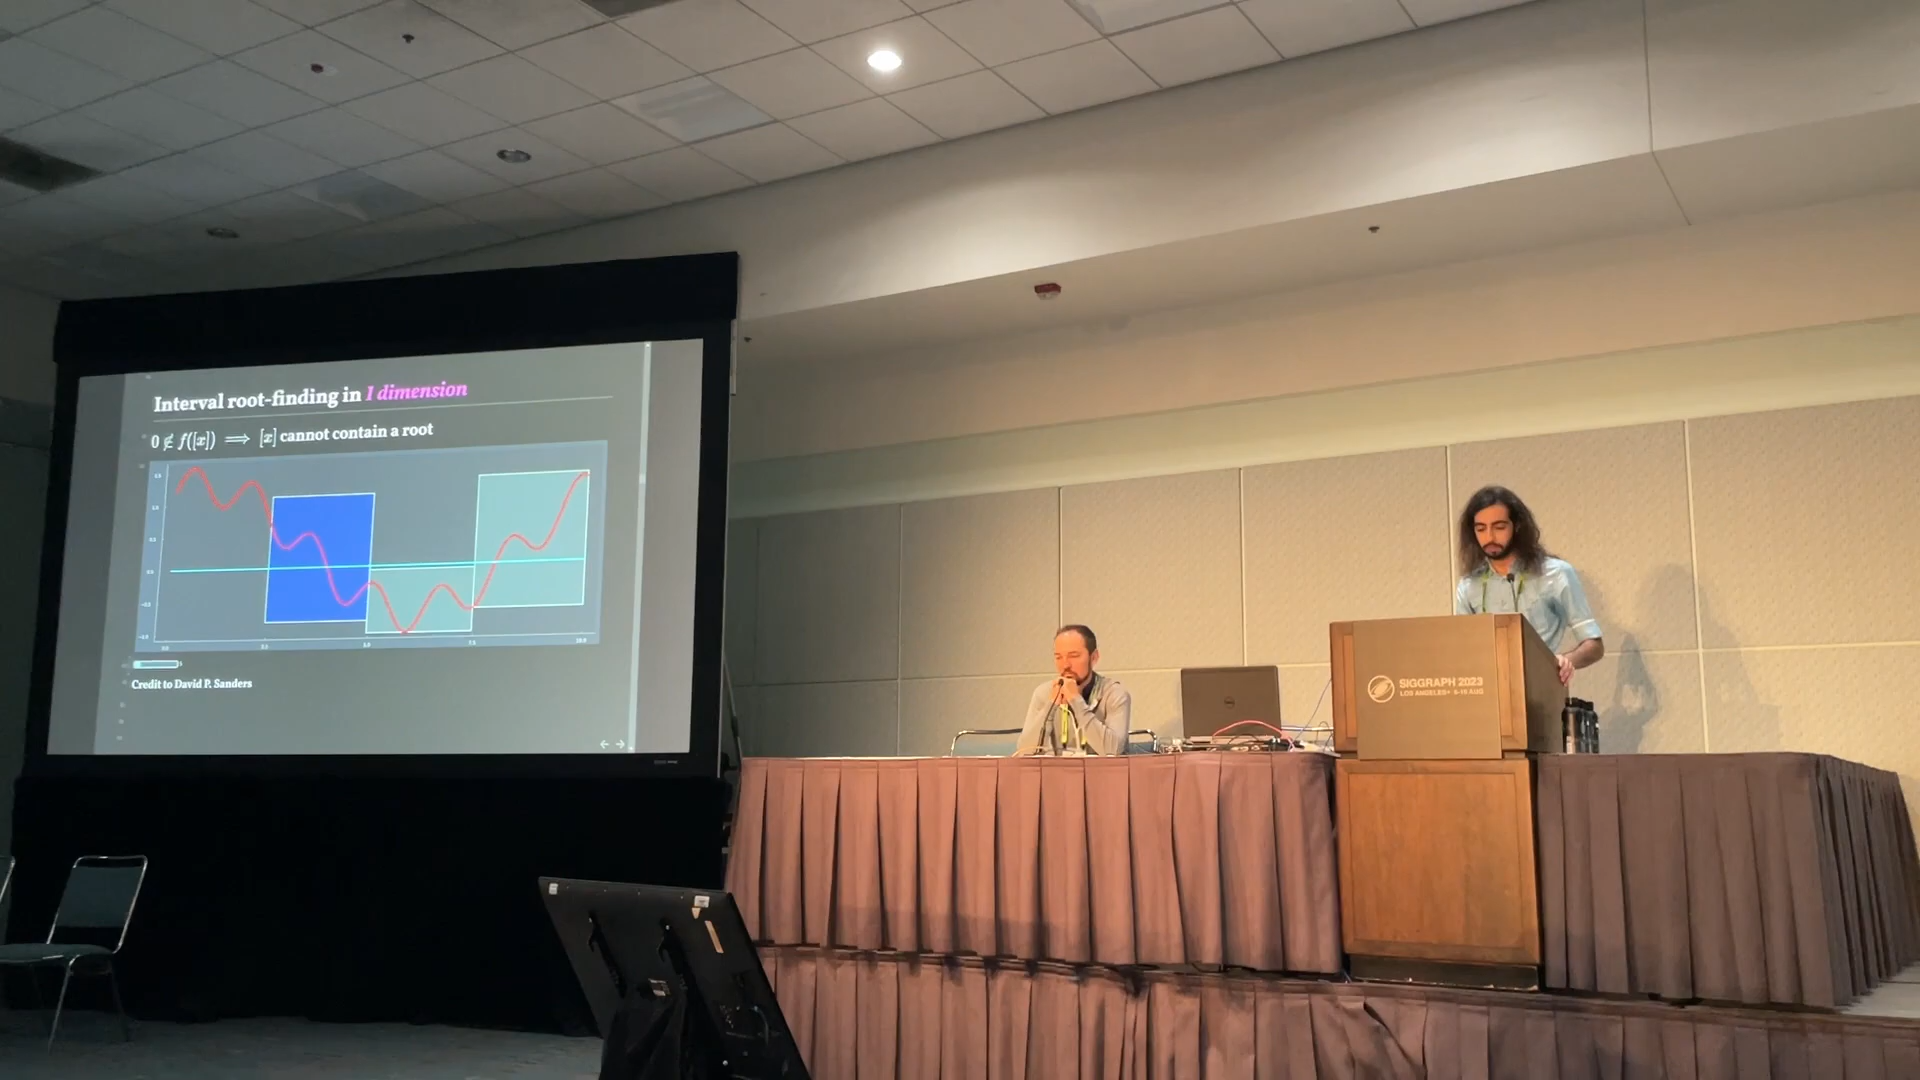 Interval root-finding in 1 dimension
0 ∉ f([x]) ⟹ [x] cannot contain a root
Credit to David P. Sanders
SIGGRAPH 2023